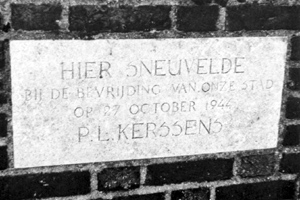 HIER SNEUVELDE
BIJ DE BEVRIJDING VAN ONZE STAD
OP 27 OCTOBER 1944
P.L. KERSSENS